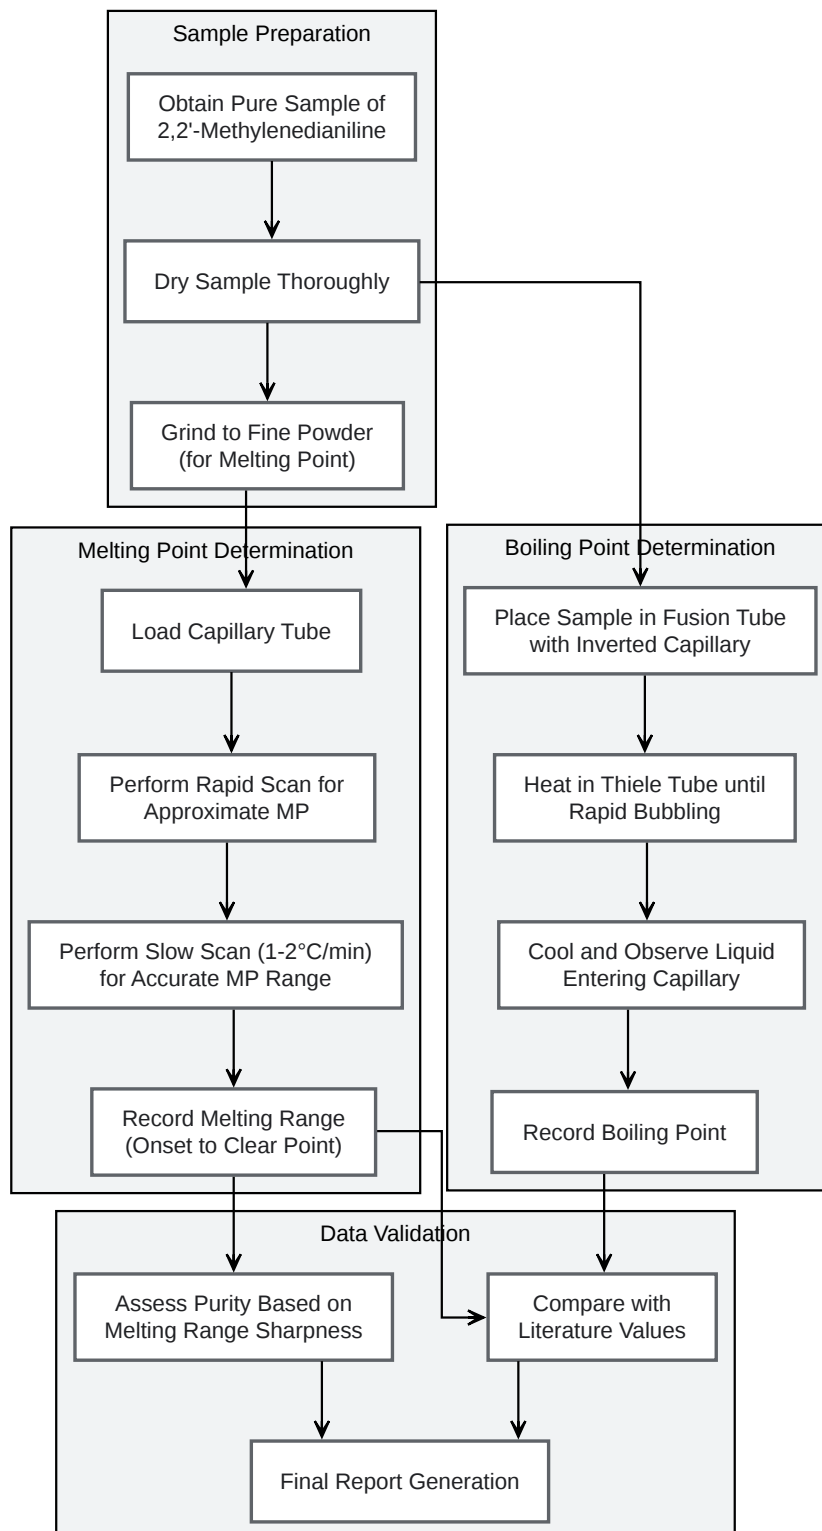 Sample Preparation
Obtain Pure Sample of
2,2'-Methylenedianiline
Dry Sample Thoroughly
Grind to Fine Powder
(for Melting Point)
Melting Point Determination
Load Capillary Tube
Perform Rapid Scan for
Approximate MP
Perform Slow Scan (1-2°C/min)
for Accurate MP Range
Record Melting Range
(Onset to Clear Point)
Boiling Point Determination
Place Sample in Fusion Tube
with Inverted Capillary
Heat in Thiele Tube until
Rapid Bubbling
Cool and Observe Liquid
Entering Capillary
Record Boiling Point
Data Validation
Assess Purity Based on
Melting Range Sharpness
Compare with
Literature Values
Final Report Generation